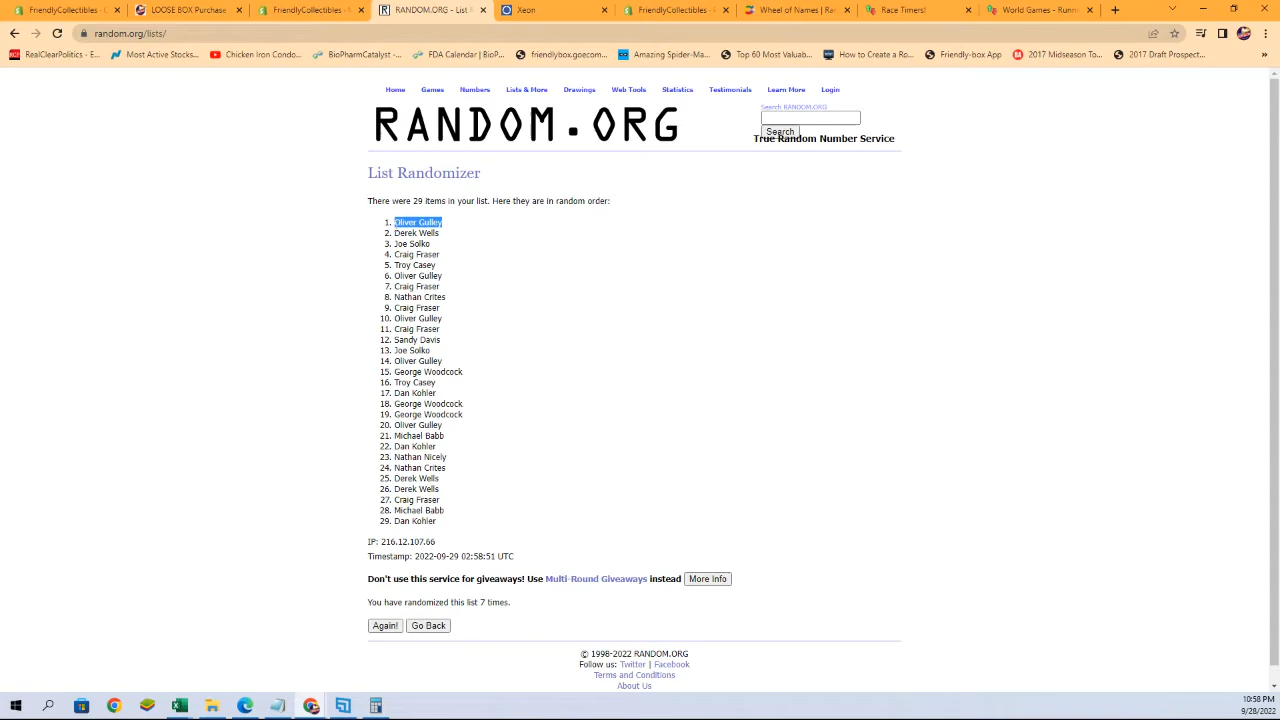 FriendlyCollectibles - E
LOOSE BOX Purchase
FriendlyCollectibles - S
RANDOM.ORG - List R
Xeon
FriendlyCollectibles - S
Wheel of Names | Ra
Race Timers!
World Games - Runn
random.org/lists/
RealClearPolitics - E...
Most Active Stocks...
Chicken Iron Condo...
BioPharmCatalyst -...
FDA Calendar | BioP...
friendlybox.goecom...
Amazing Spider-Ma...
Top 60 Most Valuab...
How to Create a Ro...
Friendly-box App
2017 Midseason To...
2017 Draft Prospect...
Home Games Numbers Lists & More Drawings Web Tools Statistics Testimonials Learn More Login
Search RANDOM.ORG
RANDOM.ORG
Search
True Random Number Service
List Randomizer
There were 29 items in your list. Here they are in random order:
1. Oliver Gulley
2. Derek Wells
3. Joe Solko
4. Craig Fraser
5. Troy Casey
6. Oliver Gulley
7. Craig Fraser
8. Nathan Crites
9. Craig Fraser
10. Oliver Gulley
11. Craig Fraser
12. Sandy Davis
13. Joe Solko
14. Oliver Gulley
15. George Woodcock
16. Troy Casey
17. Dan Kohler
18. George Woodcock
19. George Woodcock
20. Oliver Gulley
21. Michael Babb
22. Dan Kohler
23. Nathan Nicely
24. Nathan Crites
25. Derek Wells
26. Derek Wells
27. Craig Fraser
28. Michael Babb
29. Dan Kohler
IP: 216.12.107.66
Timestamp: 2022-09-29 02:58:51 UTC
Don't use this service for giveaways! Use Multi-Round Giveaways instead More Info
You have randomized this list 7 times.
Again! Go Back
© 1998-2022 RANDOM.ORG
Follow us: Twitter | Facebook
Terms and Conditions
About Us
10:58 PM
9/28/2022